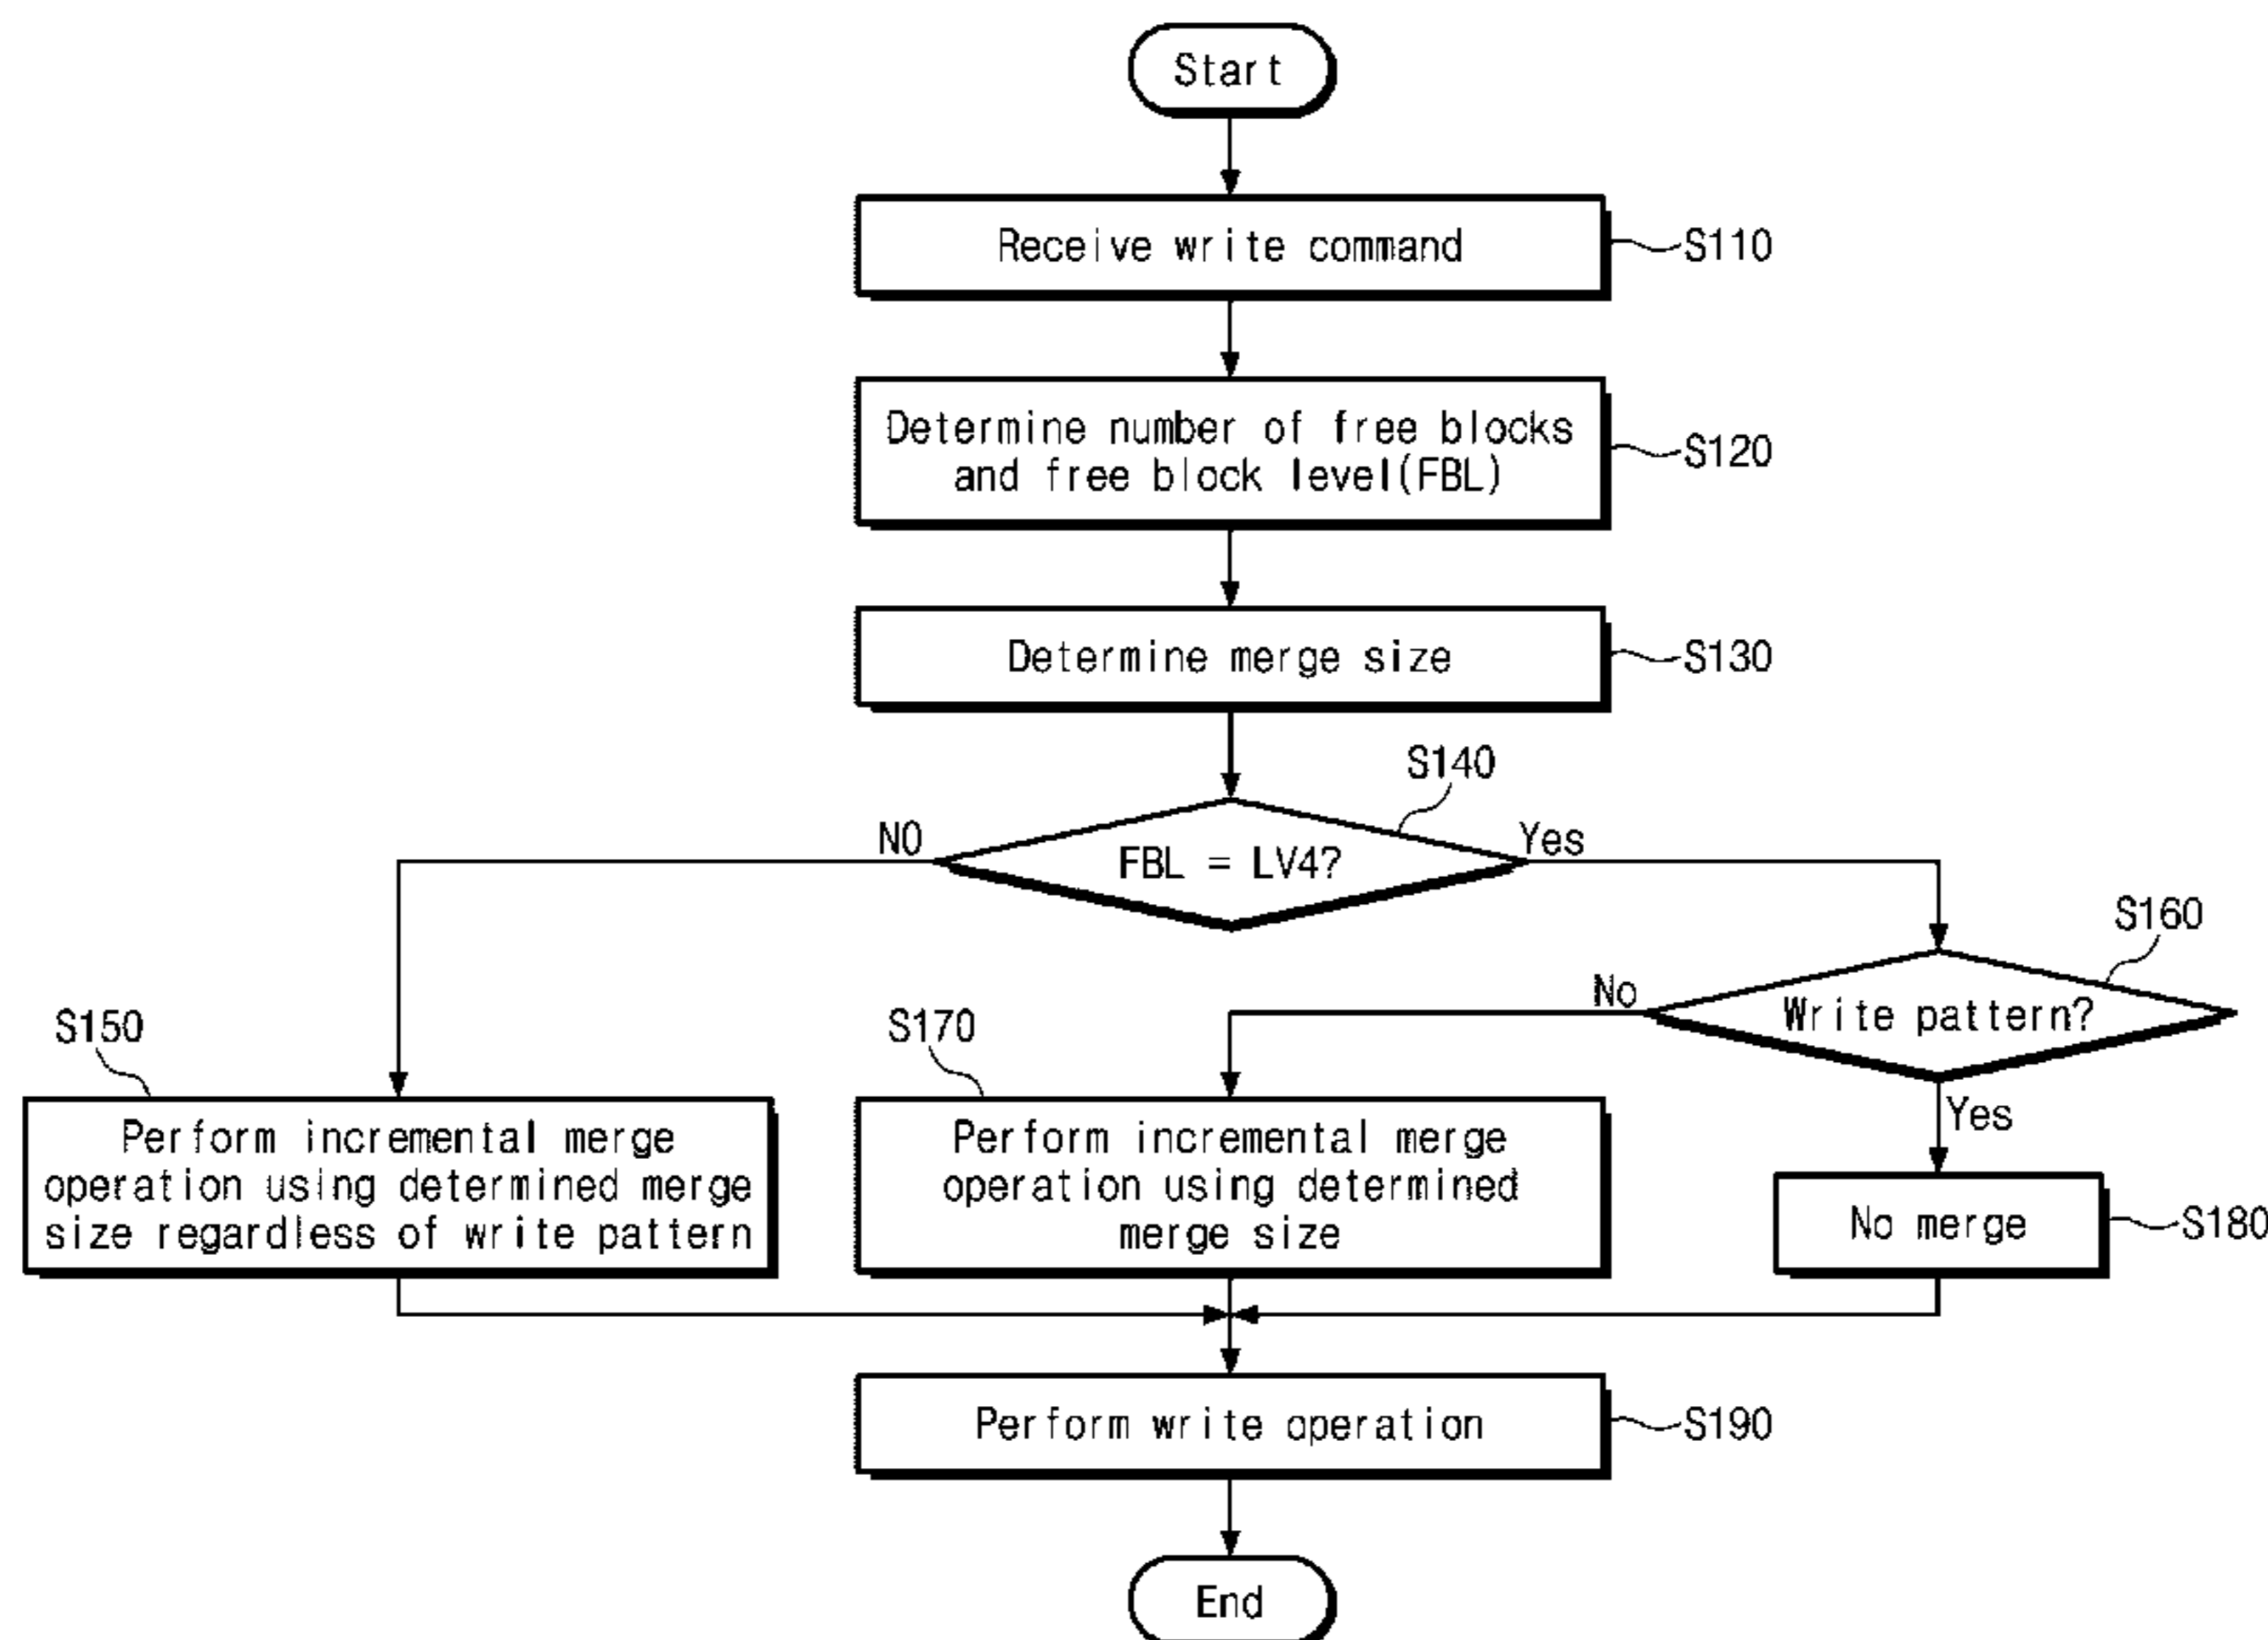 Start
Receive write command
S110
Determine number of free blocks
and free block level(FBL)
S120
Determine merge size
S130
S140
NO
FBL = LV4?
Yes
S160
No
Write pattern?
S150
S170
Yes
Perform incremental merge
operation using determined merge
size regardless of write pattern
Perform incremental merge
operation using determined
merge size
No merge
S180
Perform write operation
S190
End